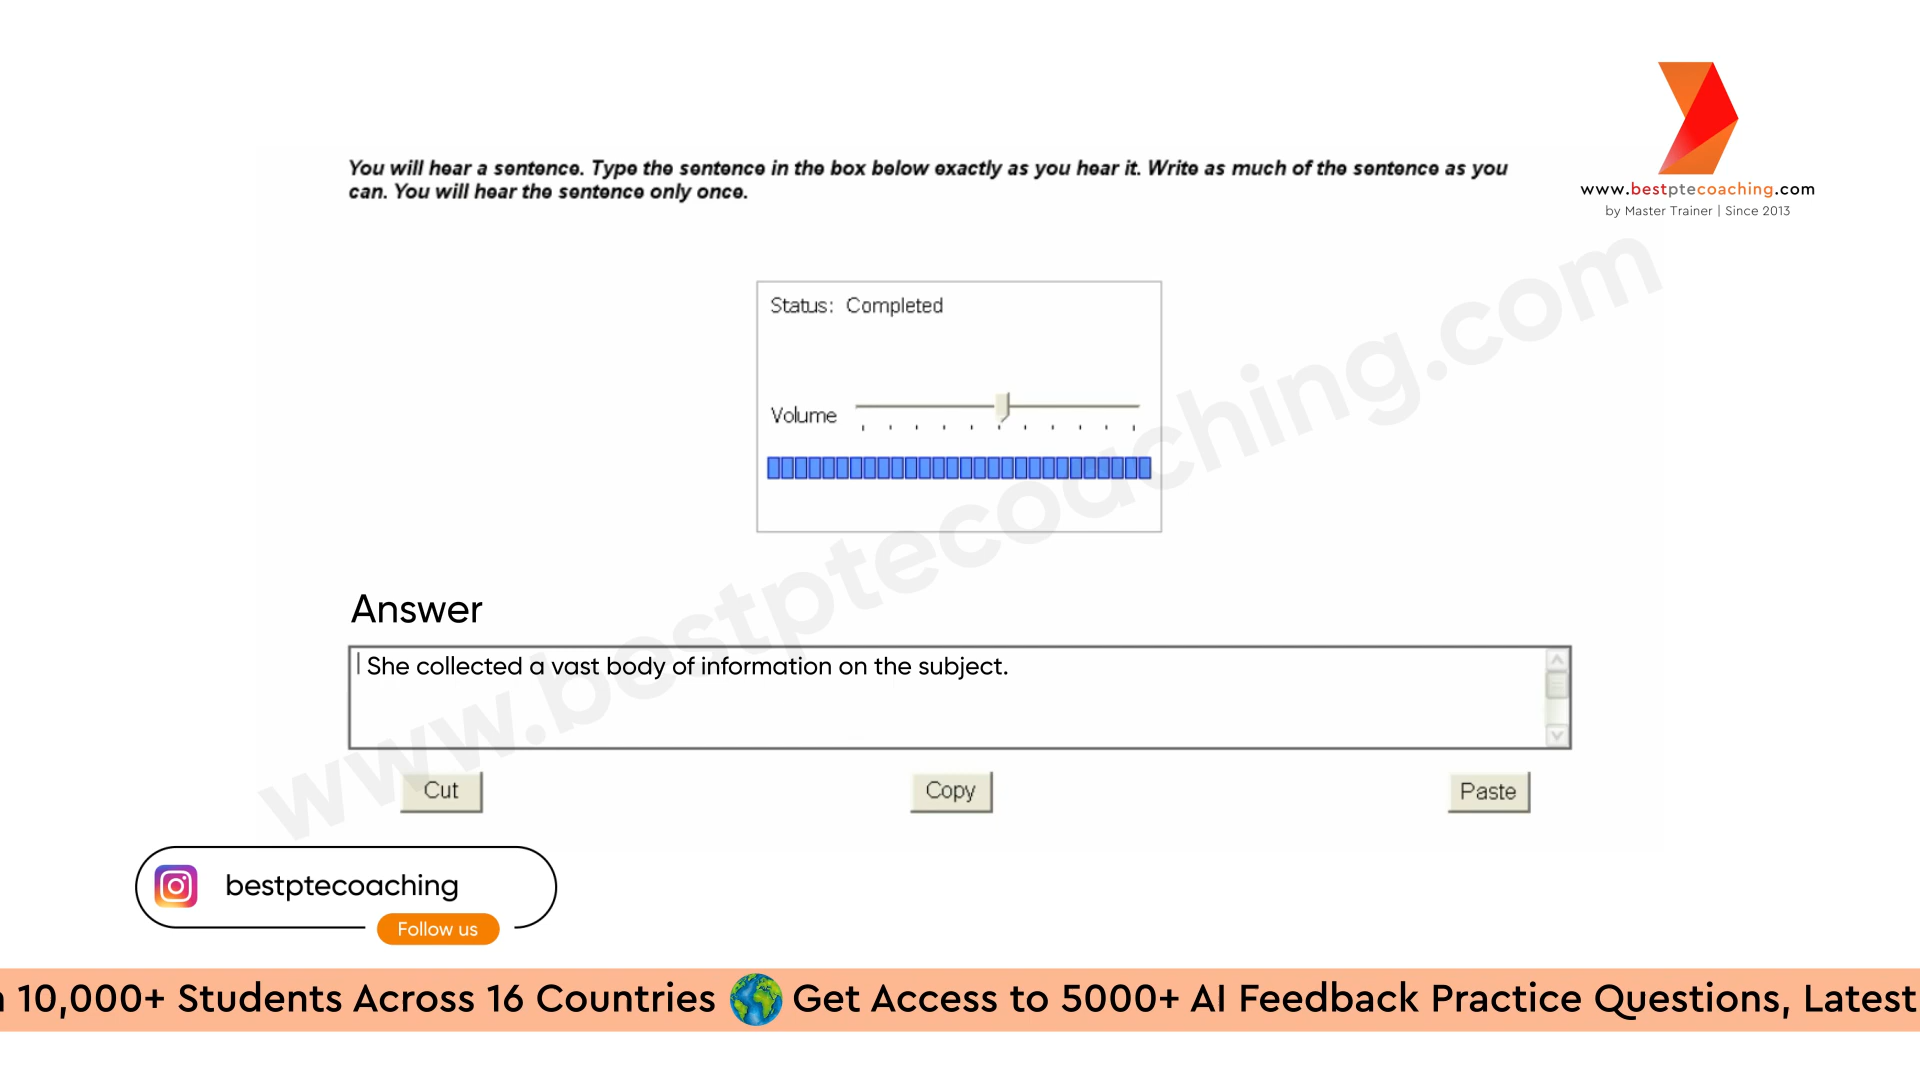 You will hear a sentence. Type the sentence in the box below exactly as you hear it. Write as much of the sentence as you
can. You will hear the sentence only once.
www.bestptecoaching.com
by Master Trainer | Since 2013
Status: Completed
Volume
www.bestptecoaching.com
Answer
She collected a vast body of information on the subject.
Cut
Copy
Paste
bestptecoaching
Follow us
10,000+ Students Across 16 Countries Get Access to 5000+ AI Feedback Practice Questions, Latest